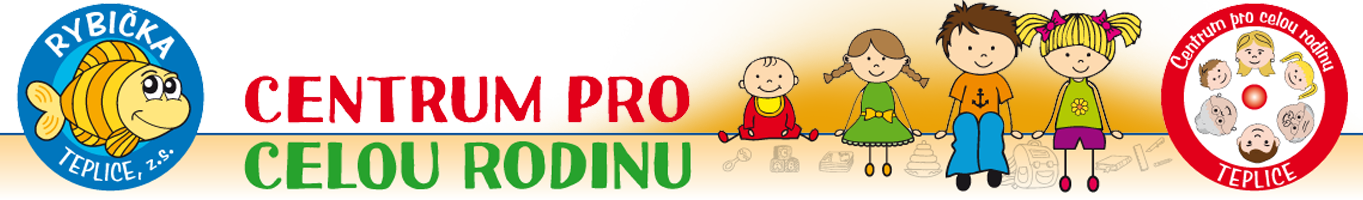 RYBIČKA
TEPLICE, z.s.
CENTRUM PRO
CELOU RODINU
Centrum pro celou rodinu
TEPLICE